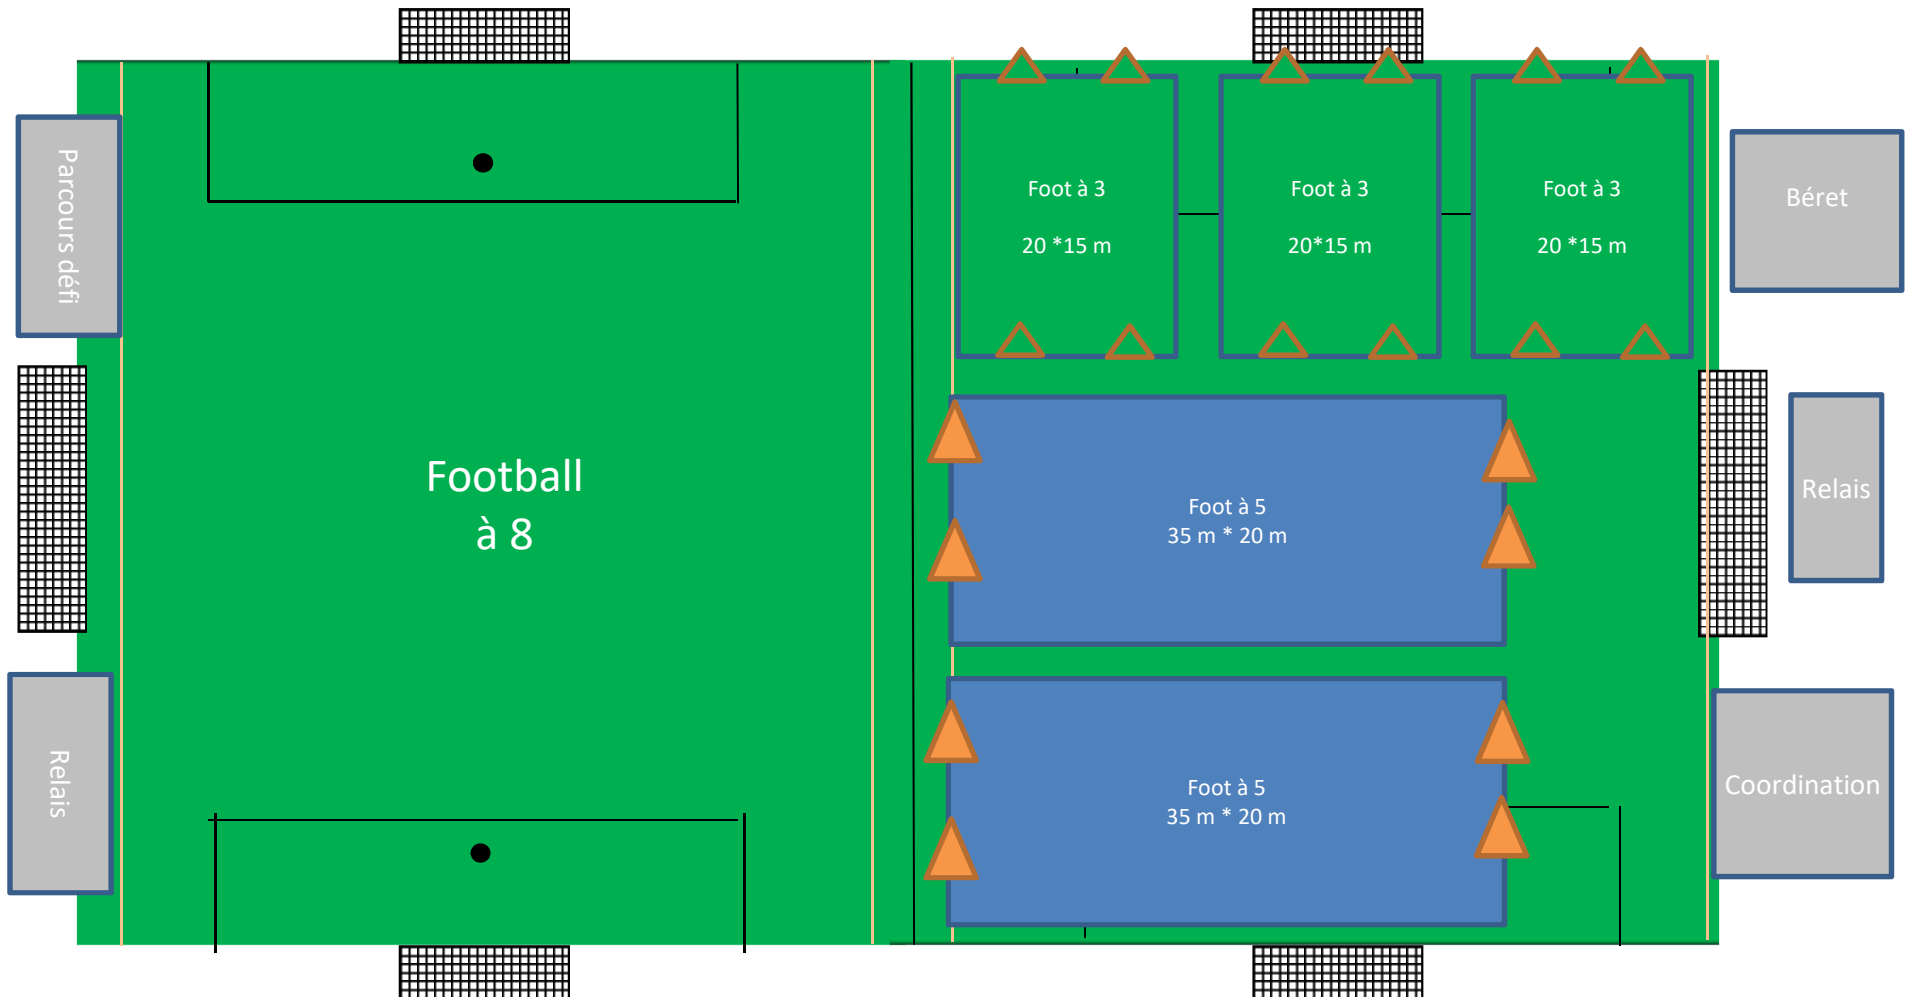 Parcours défi
Relais
Football
à 8
Foot à 3
20 *15 m
Foot à 3
20*15 m
Foot à 3
20 *15 m
Foot à 5
35 m * 20 m
Foot à 5
35 m * 20 m
Béret
Relais
Coordination